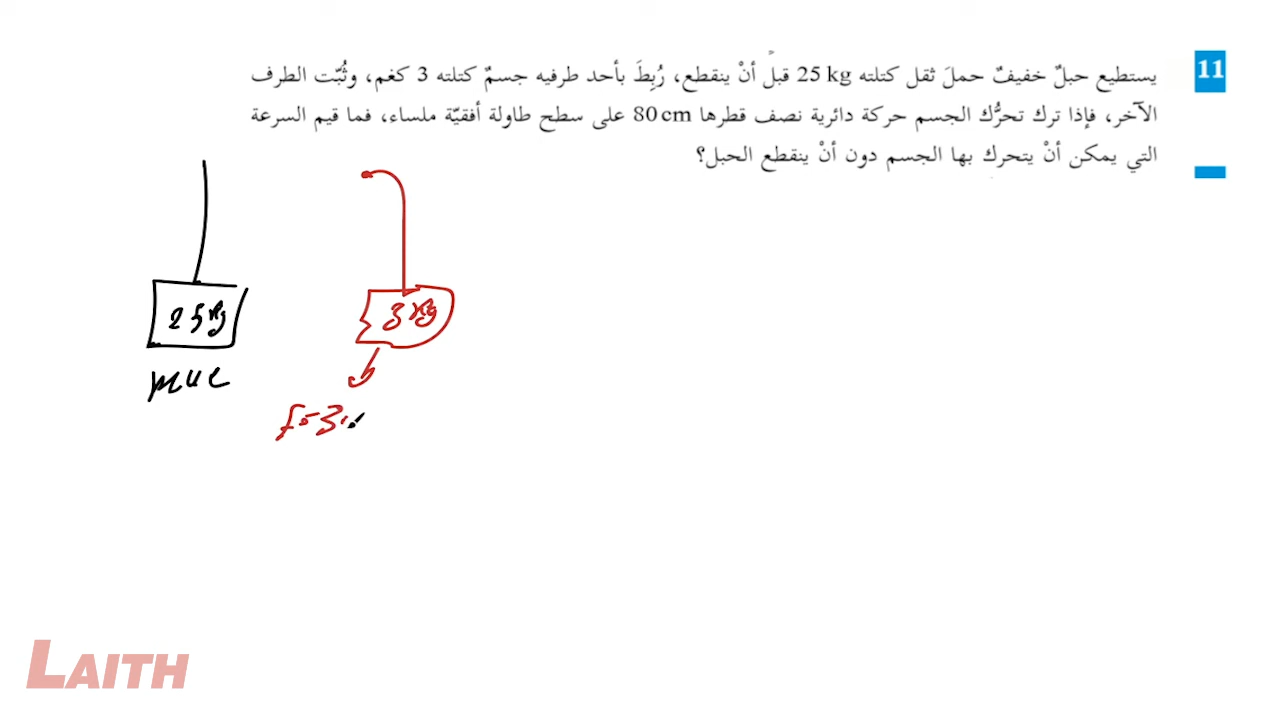 11
يستطيع حبلٌ خفيفٌ حملَ ثقل كتلته 25 kg قبلَ أنْ ينقطع، رُبِطَ بأحد طرفيه جسمٌ كتلته 3 كغم، وثُبّت الطرف
الآخر، فإذا ترك تحرُّك الجسم حركة دائرية نصف قطرها 80 cm على سطح طاولة أفقيّة ملساء، فما قيم السرعة
التي يمكن أنْ يتحرك بها الجسم دون أنْ ينقطع الحبل؟
25 kg
3 kg
LAITH